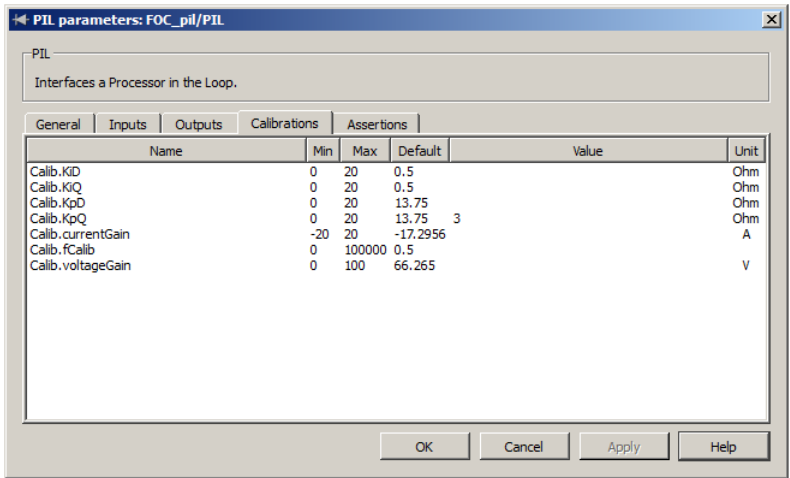 PIL parameters: FOC_pil/PIL
PIL
Interfaces a Processor in the Loop.
General Inputs Outputs Calibrations Assertions
Name Min Max Default Value Unit
Calib.KiD 0 20 0.5 Ohm
Calib.KiQ 0 20 0.5 Ohm
Calib.KpD 0 20 13.75 Ohm
Calib.KpQ 0 20 13.75 3 Ohm
Calib.currentGain -20 20 -17.2956 A
Calib.fCalib 0 100000 0.5
Calib.voltageGain 0 100 66.265 V
OK Cancel Apply Help